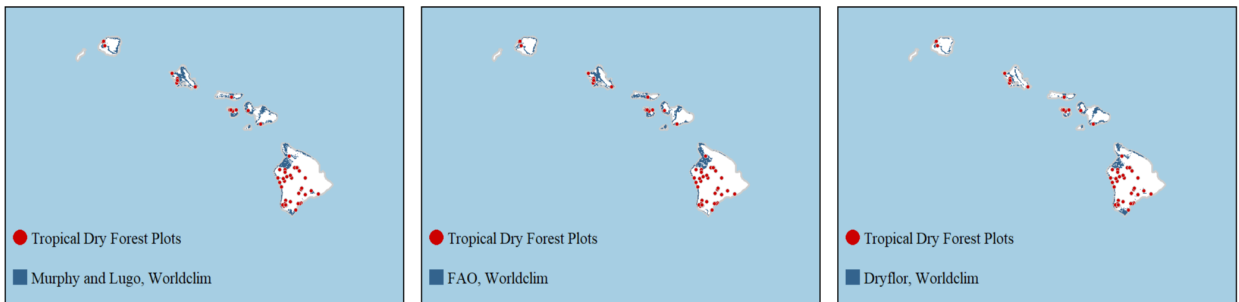 Tropical Dry Forest Plots
Murphy and Lugo, Worldclim
Tropical Dry Forest Plots
FAO, Worldclim
Tropical Dry Forest Plots
Dryflor, Worldclim